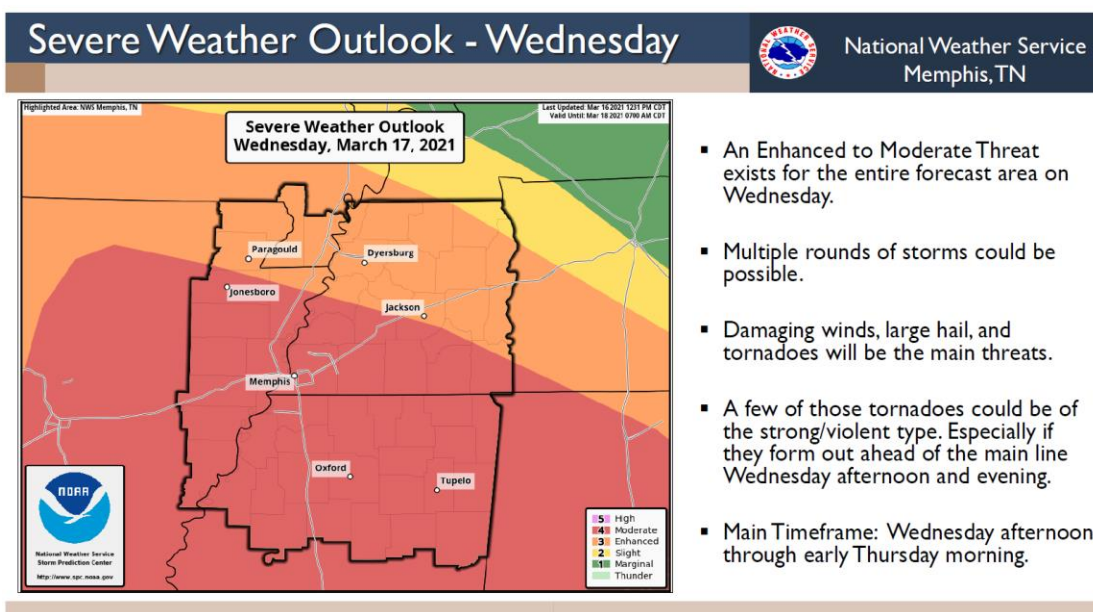 Severe Weather Outlook - Wednesday
NATIONAL WEATHER SERVICE
National Weather Service
Memphis, TN
Highlighted Area: NWS Memphis, TN
Last Updated: Mar 16 2021 1231 PM CDT
Valid Until: Mar 18 2021 0700 AM CDT
Severe Weather Outlook
Wednesday, March 17, 2021
Paragould
Dyersburg
Jonesboro
Jackson
Memphis
Oxford
Tupelo
NOAA
National Weather Service
Storm Prediction Center
http://www.spc.noaa.gov
5 High
4 Moderate
3 Enhanced
2 Slight
1 Marginal
Thunder
▪ An Enhanced to Moderate Threat
exists for the entire forecast area on
Wednesday.
▪ Multiple rounds of storms could be
possible.
▪ Damaging winds, large hail, and
tornadoes will be the main threats.
▪ A few of those tornadoes could be of
the strong/violent type. Especially if
they form out ahead of the main line
Wednesday afternoon and evening.
▪ Main Timeframe: Wednesday afternoon
through early Thursday morning.